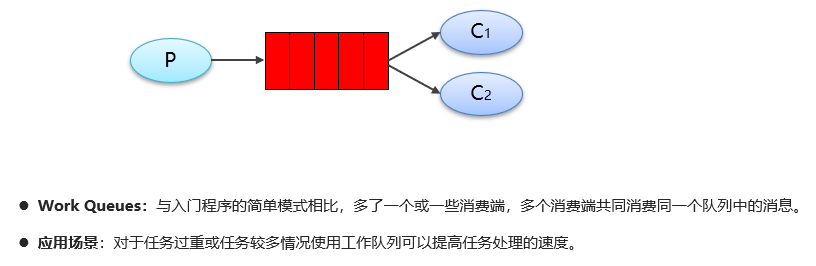 P
C1
C2
● Work Queues：与入门程序的简单模式相比，多了一个或一些消费端，多个消费端共同消费同一个队列中的消息。
● 应用场景：对于任务过重或任务较多情况使用工作队列可以提高任务处理的速度。